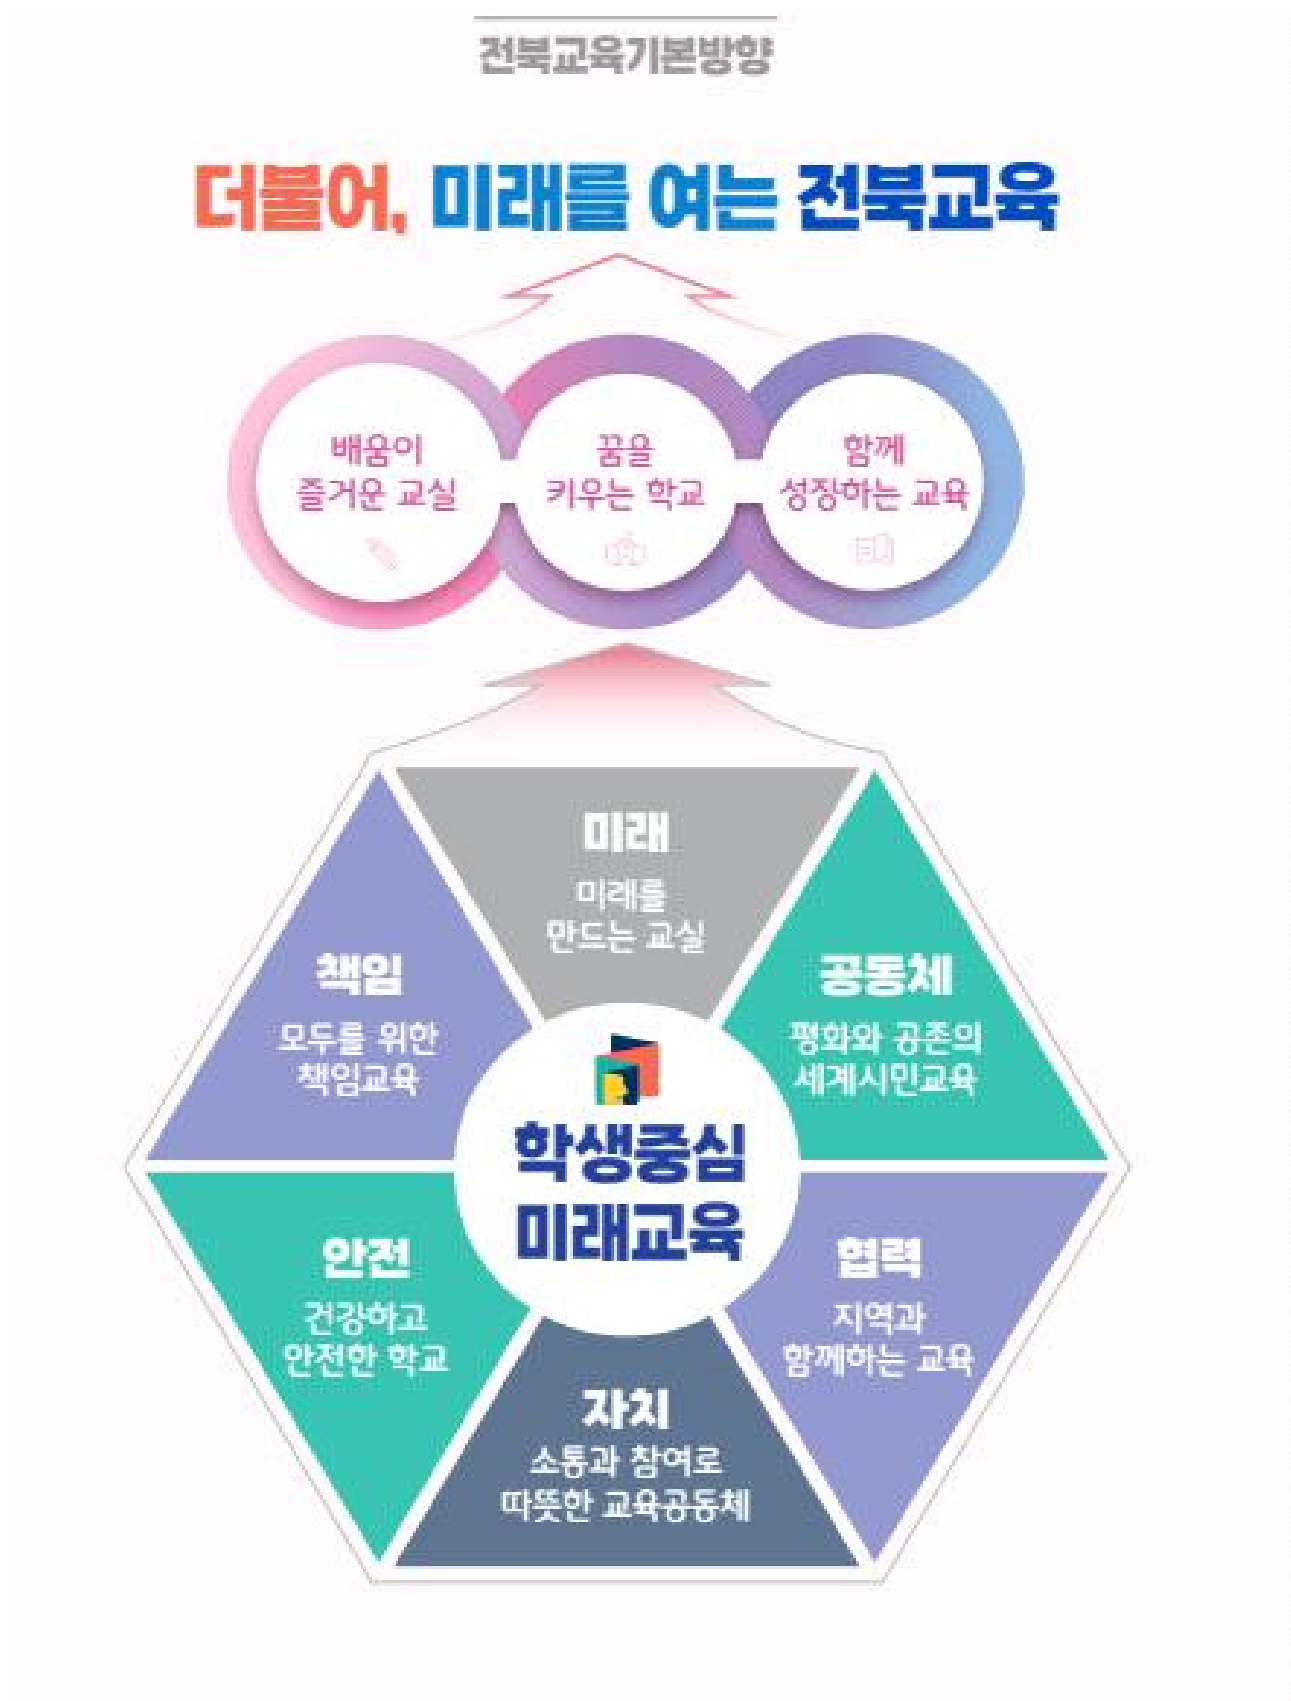 전북교육기본방향
더불어, 미래를 여는 전북교육
배움이
즐거운 교실
꿈을
키우는 학교
함께
성장하는 교육
미래
미래를
만드는 교실
책임
모두를 위한
책임교육
공동체
평화와 공존의
세계시민교육
학생중심
미래교육
안전
건강하고
안전한 학교
협력
지역과
함께하는 교육
자치
소통과 참여로
따뜻한 교육공동체